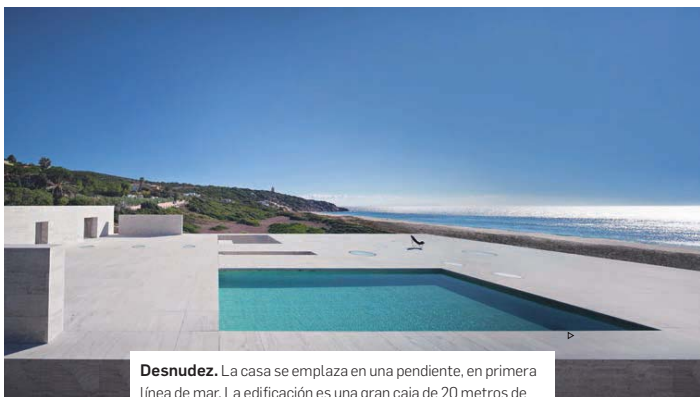 Desnudez. La casa se emplaza en una pendiente, en primera
línea de mar. La edificación es una gran caja de 20 metros de